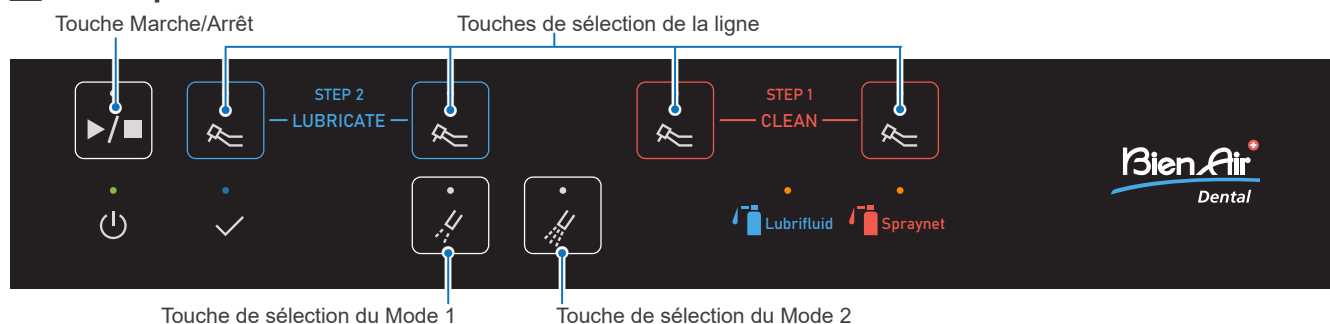 Touche Marche/Arrêt
Touches de sélection de la ligne
STEP 2
LUBRICATE
STEP 1
CLEAN
Bien Air
Dental
Lubrifluid
Spraynet
Touche de sélection du Mode 1
Touche de sélection du Mode 2